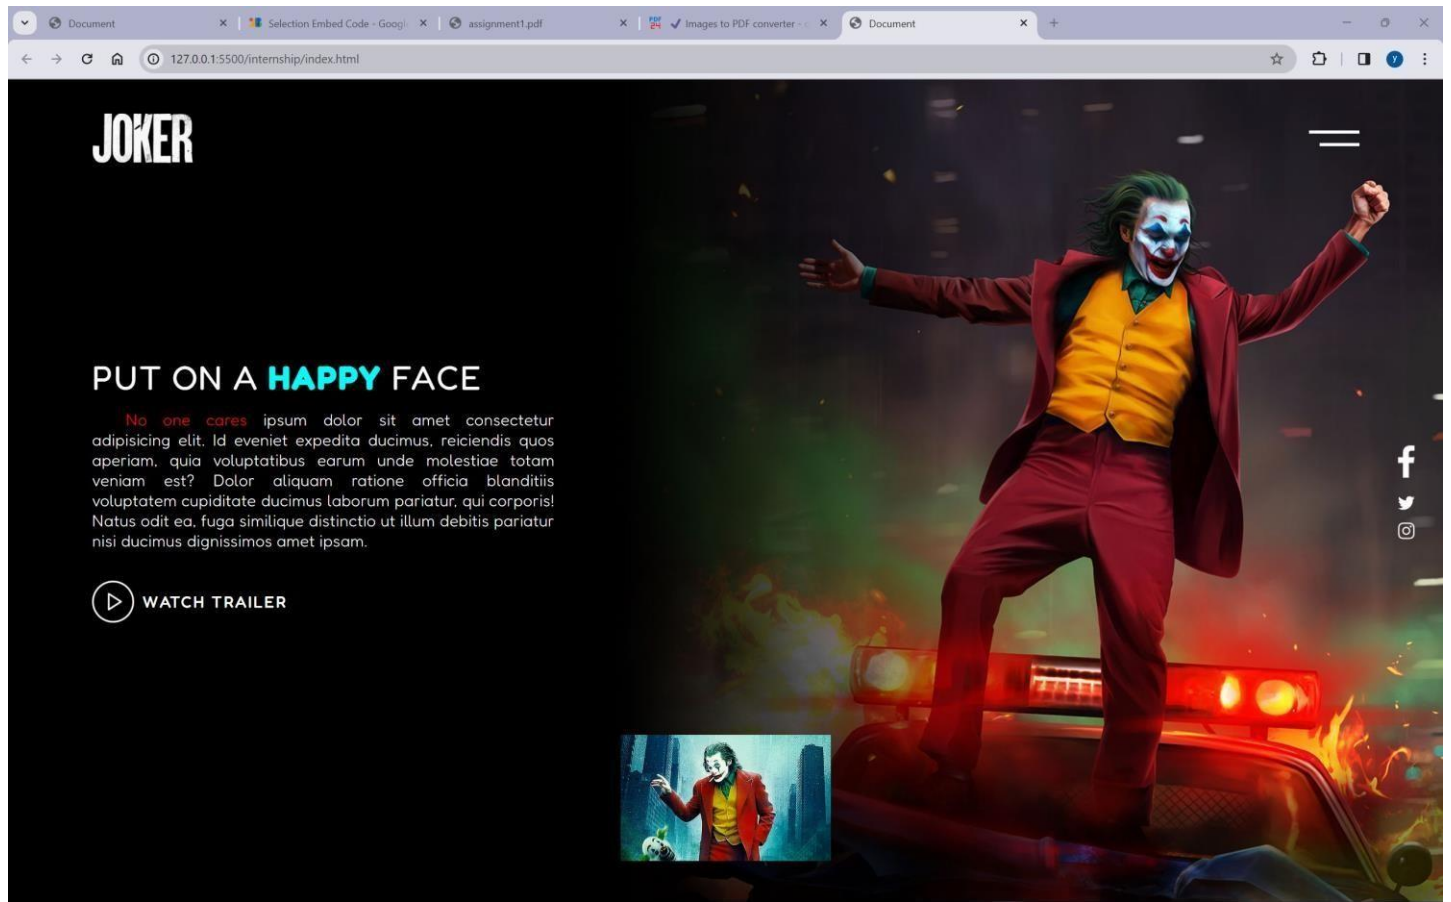 Document
Selection Embed Code - Googl
assignment1.pdf
Images to PDF converter -
Document
127.0.0.1:5500/internship/index.html
y
JOKER
PUT ON A HAPPY FACE
No one cares ipsum dolor sit amet consectetur
adipisicing elit. Id eveniet expedita ducimus, reiciendis quos
aperiam, quia voluptatibus earum unde molestiae totam
veniam est? Dolor aliquam ratione officia blanditiis
voluptatem cupiditate ducimus laborum pariatur, qui corporis!
Natus odit ea, fuga similique distinctio ut illum debitis pariatur
nisi ducimus dignissimos amet ipsam.
WATCH TRAILER